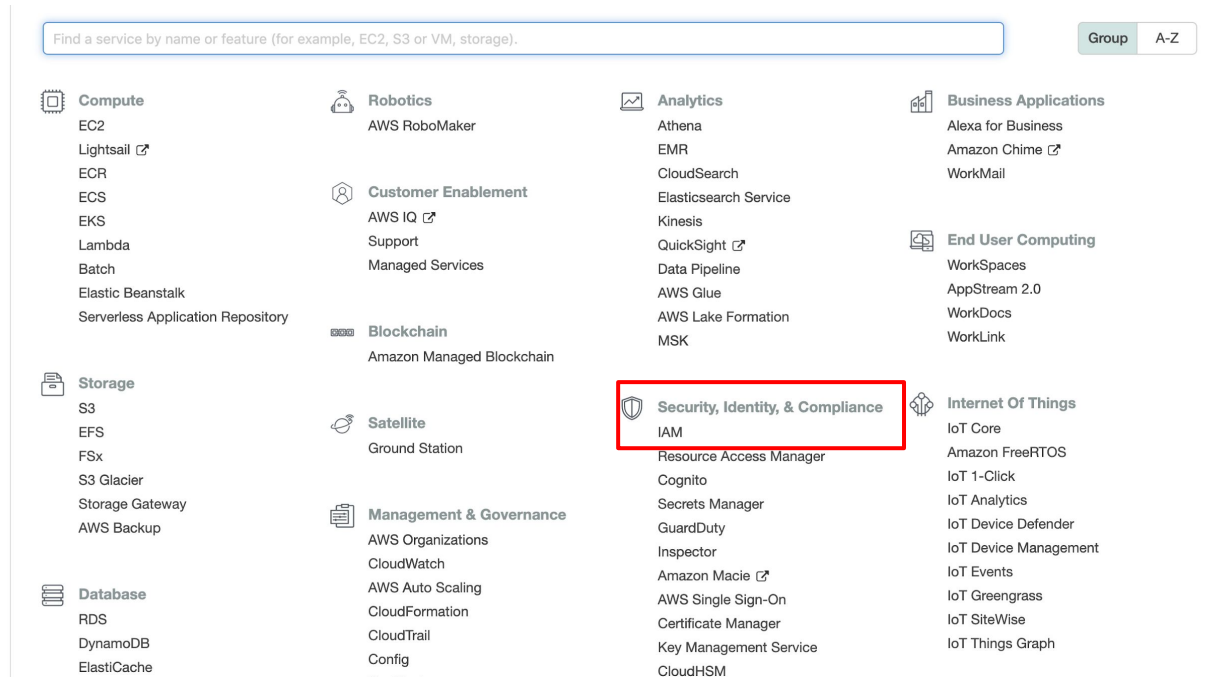 Find a service by name or feature (for example, EC2, S3 or VM, storage).
Group
A-Z
Compute
EC2
Lightsail
ECR
ECS
EKS
Lambda
Batch
Elastic Beanstalk
Serverless Application Repository
Storage
S3
EFS
FSx
S3 Glacier
Storage Gateway
AWS Backup
Database
RDS
DynamoDB
ElastiCache
Robotics
AWS RoboMaker
Customer Enablement
AWS IQ
Support
Managed Services
Blockchain
Amazon Managed Blockchain
Satellite
Ground Station
Management & Governance
AWS Organizations
CloudWatch
AWS Auto Scaling
CloudFormation
CloudTrail
Config
Analytics
Athena
EMR
CloudSearch
Elasticsearch Service
Kinesis
QuickSight
Data Pipeline
AWS Glue
AWS Lake Formation
MSK
Security, Identity, & Compliance
IAM
Resource Access Manager
Cognito
Secrets Manager
GuardDuty
Inspector
Amazon Macie
AWS Single Sign-On
Certificate Manager
Key Management Service
CloudHSM
Business Applications
Alexa for Business
Amazon Chime
WorkMail
End User Computing
WorkSpaces
AppStream 2.0
WorkDocs
WorkLink
Internet Of Things
IoT Core
Amazon FreeRTOS
IoT 1-Click
IoT Analytics
IoT Device Defender
IoT Device Management
IoT Events
IoT Greengrass
IoT SiteWise
IoT Things Graph